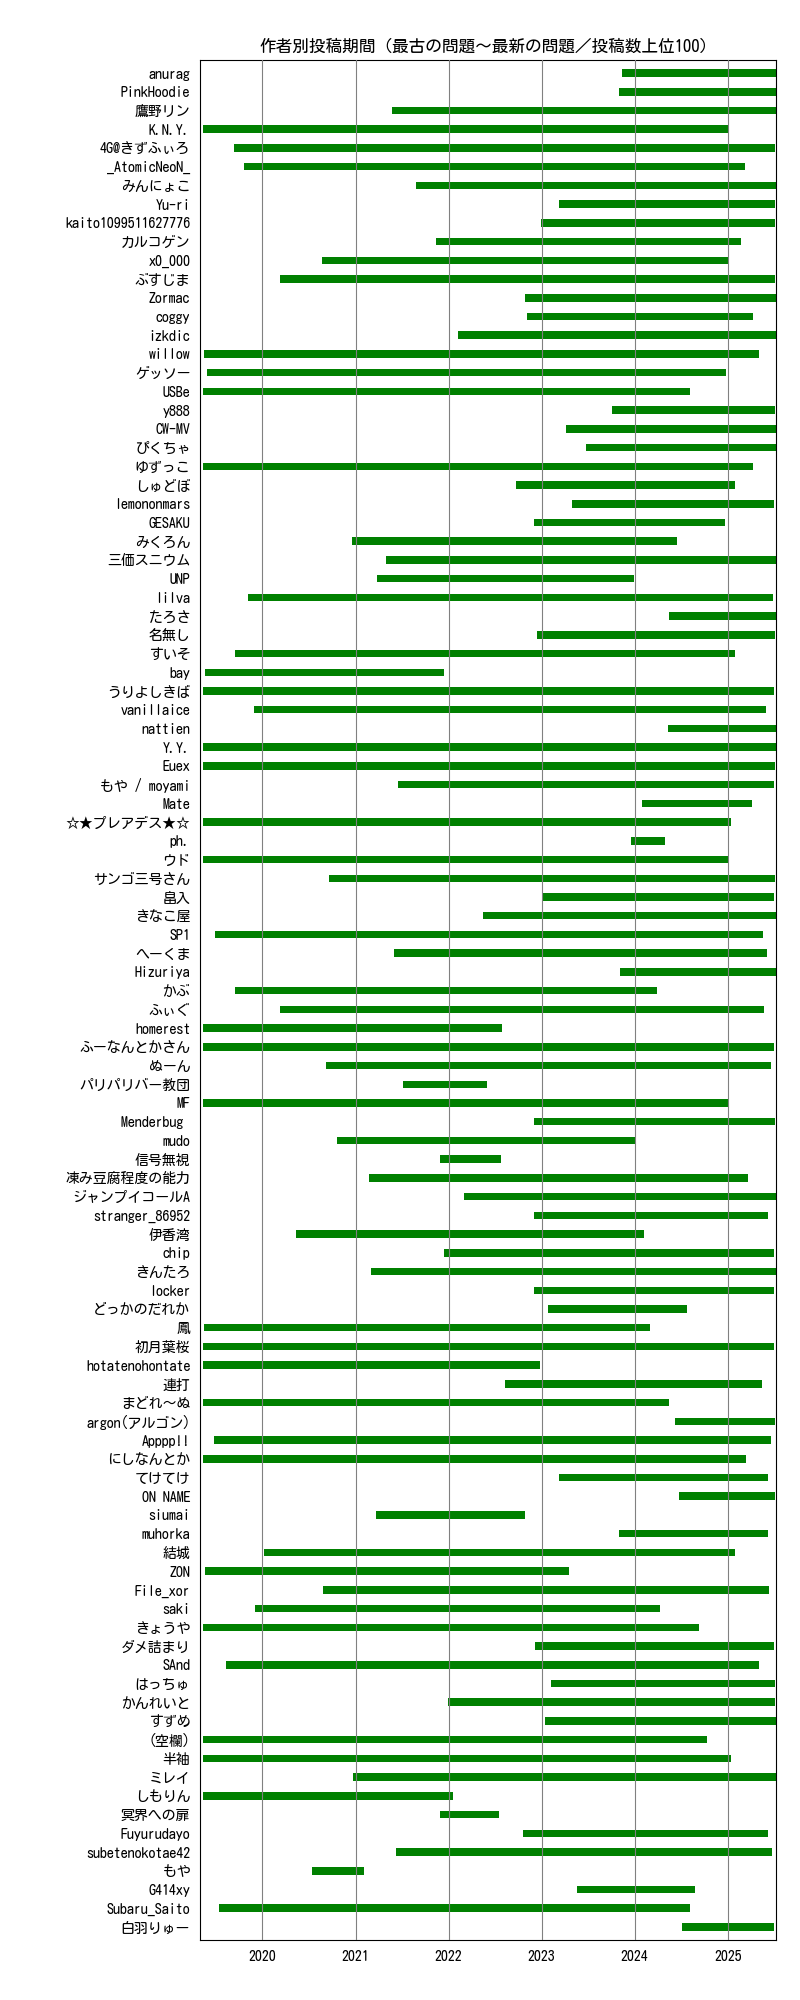 作者別投稿期間（最古の問題～最新の問題／投稿数上位100）
anurag
PinkHoodie
鷹野リン
K.N.Y.
4G@きずふぃろ
_AtomicNeoN_
みんにょこ
Yu-ri
kaito1099511627776
カルコゲン
x0_000
ぶすじま
Zormac
coggy
izkdic
willow
ゲッソー
USBe
y888
CW-MV
ぴくちゃ
ゆずっこ
しゅどぼ
lemononmars
GESAKU
みくろん
三価スニウム
UNP
lilva
たろさ
名無し
すいそ
bay
うりよしきば
vanillaice
nattien
Y.Y.
Euex
もや / moyami
Mate
☆★プレアデス★☆
ph.
ウド
サンゴ三号さん
畠入
きなこ屋
SP1
へーくま
Hizuriya
かぶ
ふぃぐ
homerest
ふーなんとかさん
ぬーん
パリパリバー教団
MF
Menderbug
mudo
信号無視
凍み豆腐程度の能力
ジャンプイコールA
stranger_86952
伊香湾
chip
きんたろ
locker
どっかのだれか
鳳
初月葉桜
hotatenohontate
連打
まどれ～ぬ
argon(アルゴン)
Appppll
にしなんとか
てけてけ
ON NAME
siumai
muhorka
結城
ZON
File_xor
saki
きょうや
ダメ詰まり
SAnd
はっちゅ
かんれいと
すずめ
(空欄)
半袖
ミレイ
しもりん
冥界への扉
Fuyurudayo
subetenokotae42
もや
G414xy
Subaru_Saito
白羽りゅー
2020 2021 2022 2023 2024 2025